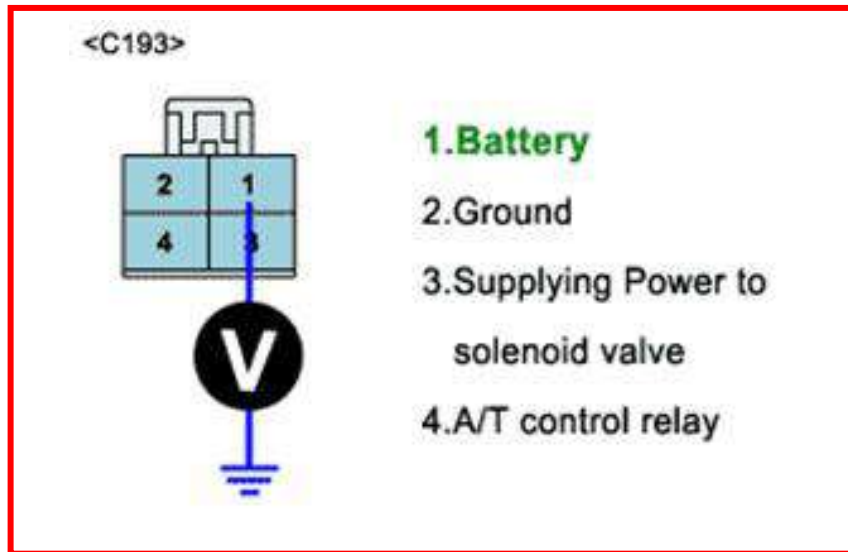 <C193>
2 1
4 3
V
1.Battery
2.Ground
3.Supplying Power to
solenoid valve
4.A/T control relay